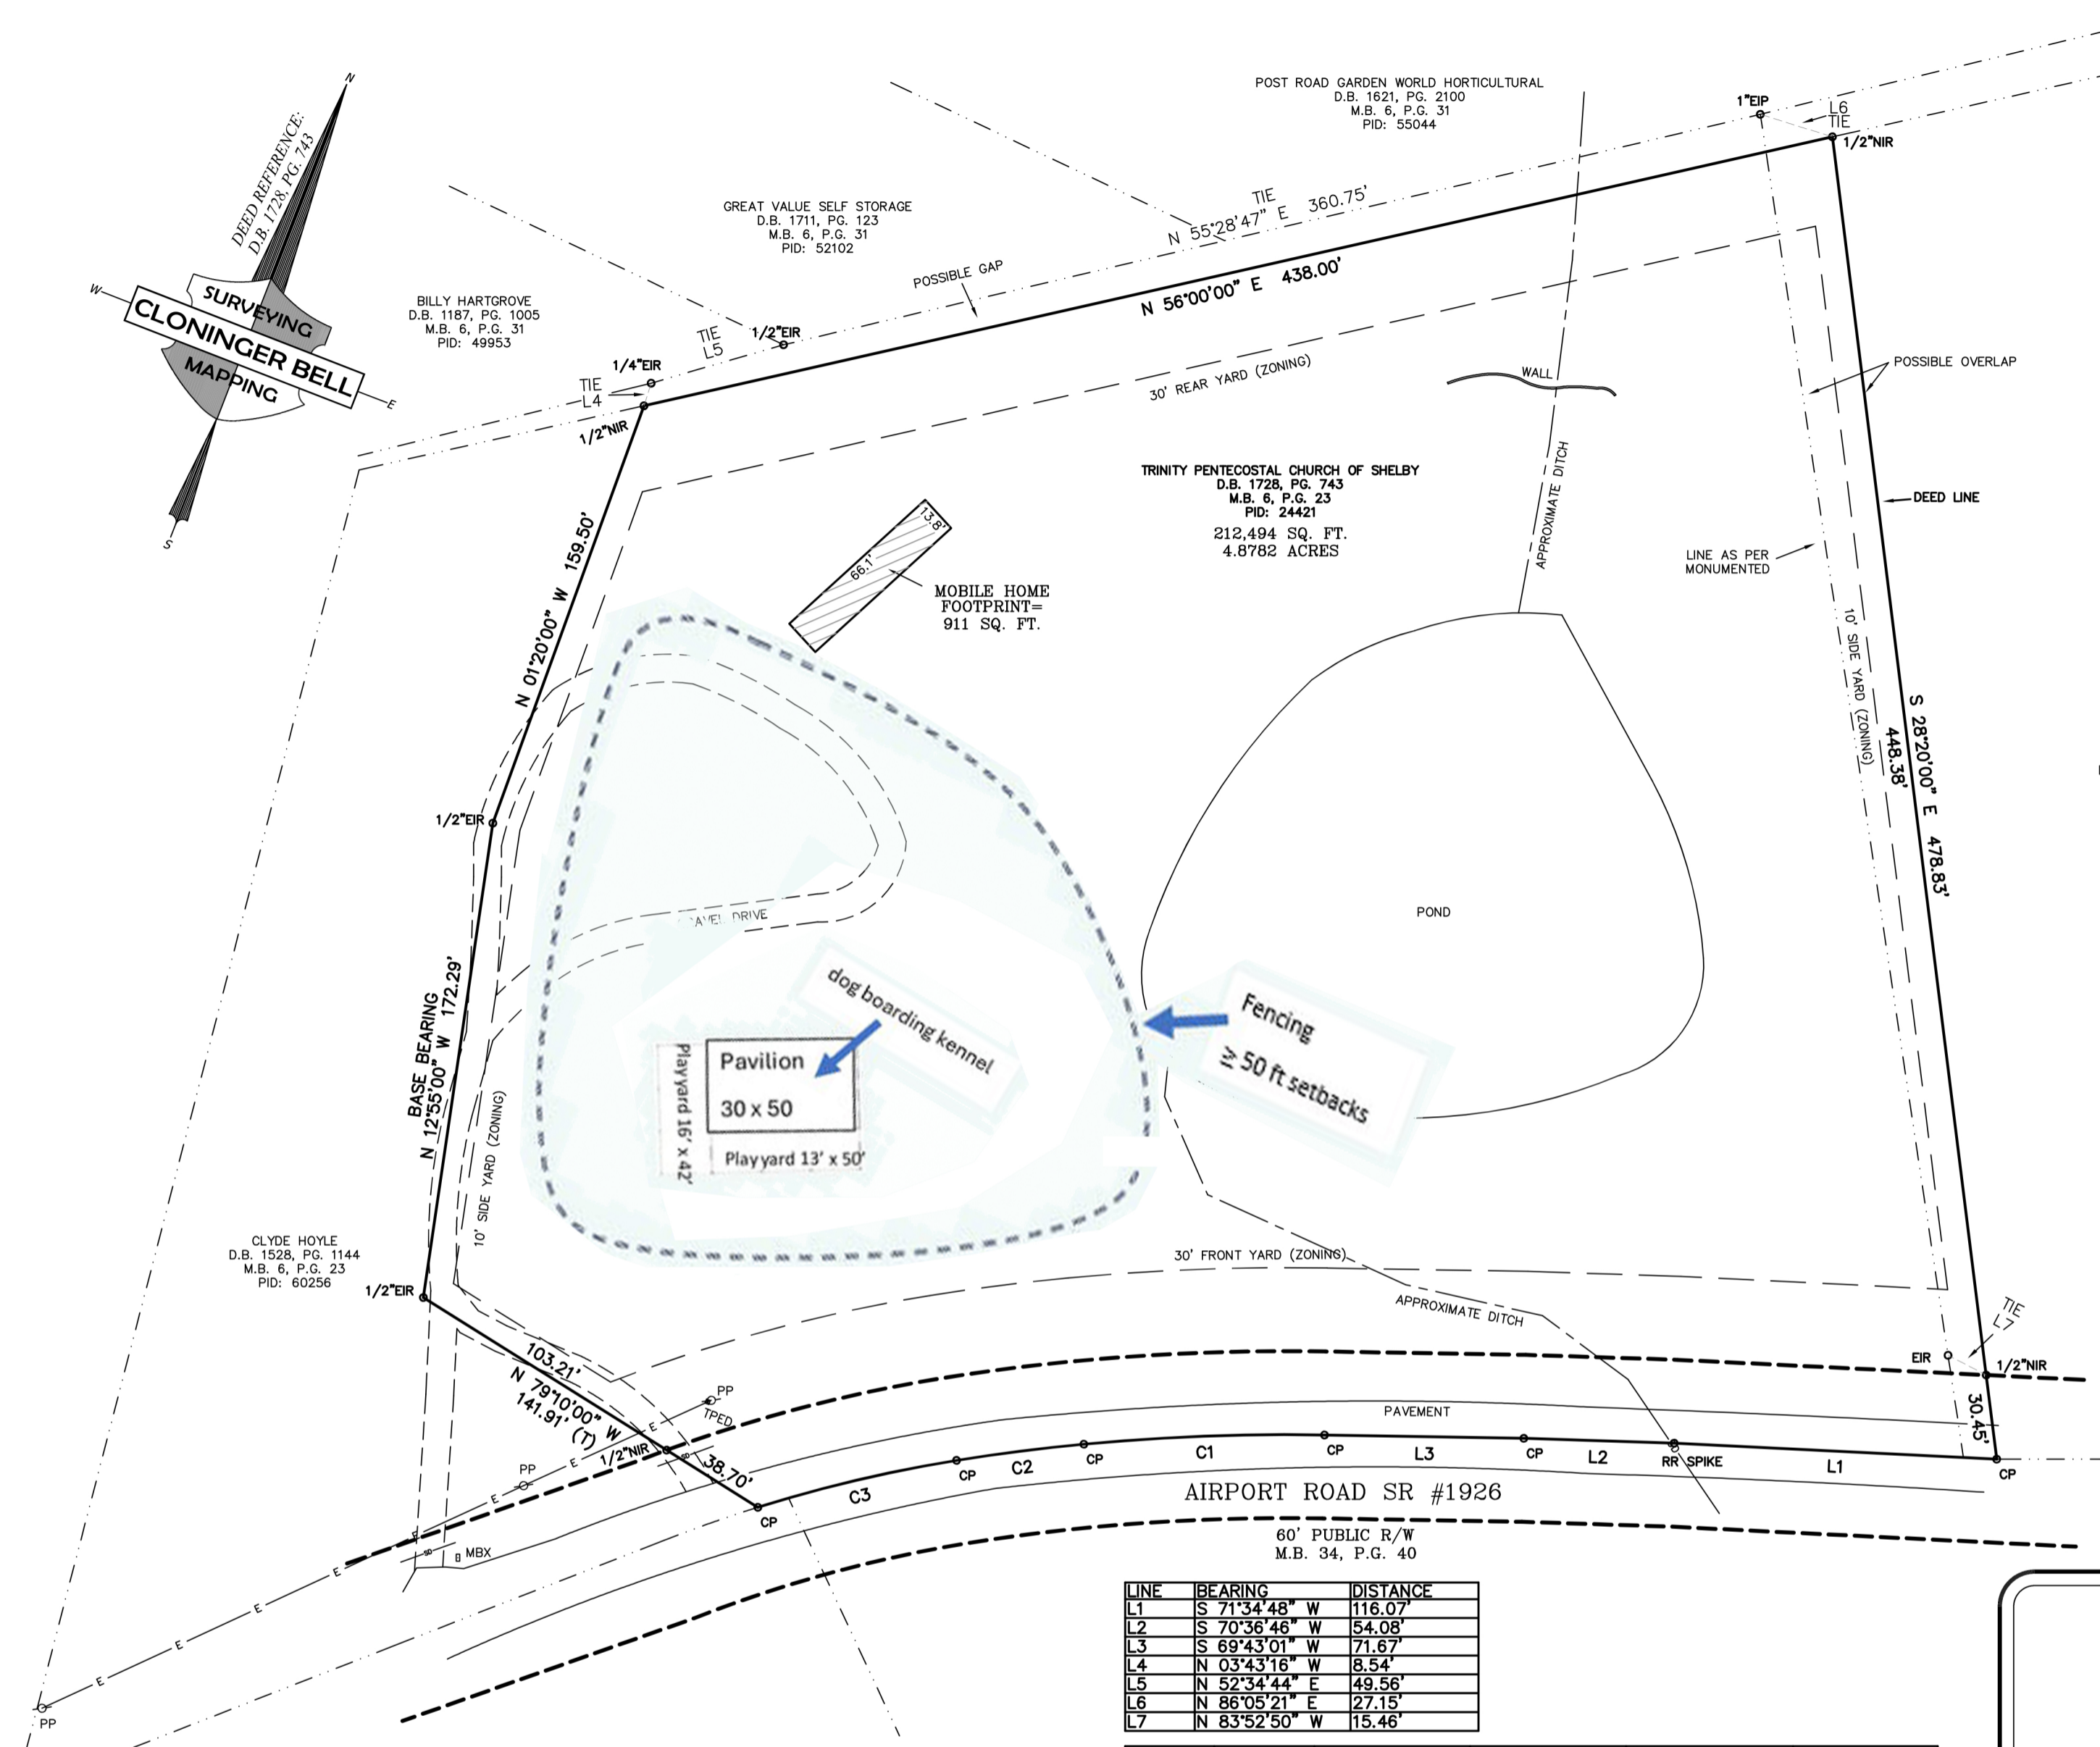 N
DEED REFERENCE:
D.B. 1728, PG. 743
W
SURVEYING
CLONINGER BELL
MAPPING
E
S
POST ROAD GARDEN WORLD HORTICULTURAL
D.B. 1621, PG. 2100
M.B. 6, P.G. 31
PID: 55044
1"EIP
L6
TIE
1/2"NIR
GREAT VALUE SELF STORAGE
D.B. 1711, PG. 123
M.B. 6, P.G. 31
PID: 52102
TIE
N 55°28'47" E 360.75'
POSSIBLE GAP
N 56°00'00" E 438.00'
BILLY HARTGROVE
D.B. 1187, PG. 1005
M.B. 6, P.G. 31
PID: 49953
TIE
L5
1/2"EIR
1/4"EIR
TIE
L4
1/2"NIR
30' REAR YARD (ZONING)
WALL
POSSIBLE OVERLAP
TRINITY PENTECOSTAL CHURCH OF SHELBY
D.B. 1728, PG. 743
M.B. 6, P.G. 23
PID: 24421
212,494 SQ. FT.
4.8782 ACRES
APPROXIMATE DITCH
DEED LINE
LINE AS PER
MONUMENTED
13.8'
66.1'
MOBILE HOME
FOOTPRINT=
911 SQ. FT.
N 01°20'00" W 159.50'
10' SIDE YARD (ZONING)
S 28°20'00" E 478.83'
448.38'
1/2"EIR
AVEL DRIVE
POND
dog boarding kennel
Fencing
≥ 50 ft setbacks
BASE BEARING
N 12°55'00" W 172.29'
Pavilion
30 x 50
Play yard 16' x 42'
Play yard 13' x 50'
10' SIDE YARD (ZONING)
CLYDE HOYLE
D.B. 1528, PG. 1144
M.B. 6, P.G. 23
PID: 60256
1/2"EIR
30' FRONT YARD (ZONING)
APPROXIMATE DITCH
TIE
L7
EIR
1/2"NIR
30.45'
103.21'
N 79°10'00" W
141.91' (T)
PP
TPED
E
1/2"NIR
38.70'
PAVEMENT
C3
CP
C2
CP
C1
CP
L3
CP
L2
RR SPIKE
L1
CP
CP
PP
E
E
E
MBX
E
E
E
E
PP
AIRPORT ROAD SR #1926
60' PUBLIC R/W
M.B. 34, P.G. 40
LINE BEARING DISTANCE
L1 S 71°34'48" W 116.07'
L2 S 70°36'46" W 54.08'
L3 S 69°43'01" W 71.67'
L4 N 03°43'16" W 8.54'
L5 N 52°34'44" E 49.56'
L6 N 86°05'21" E 27.15'
L7 N 83°52'50" W 15.46'